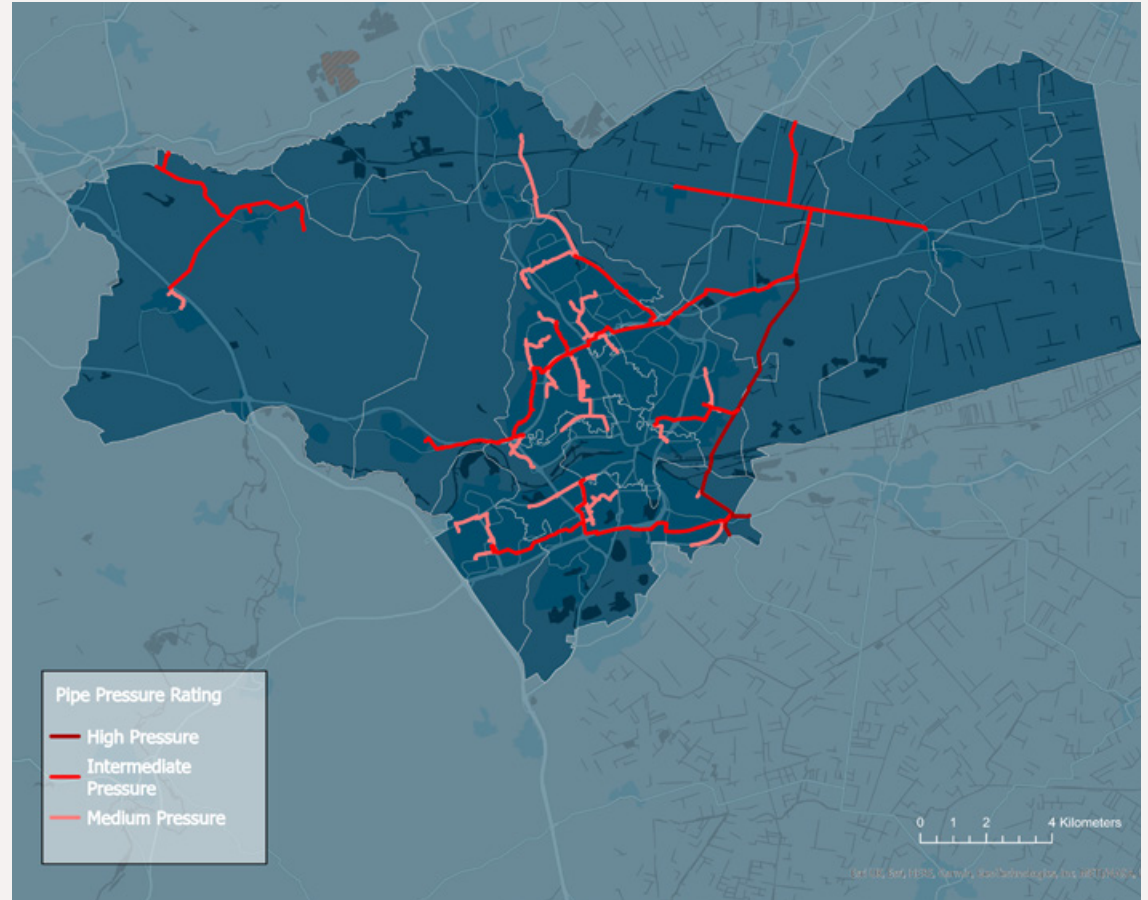 Pipe Pressure Rating
High Pressure
Intermediate
Pressure
Medium Pressure
0 1 2 4 Kilometers